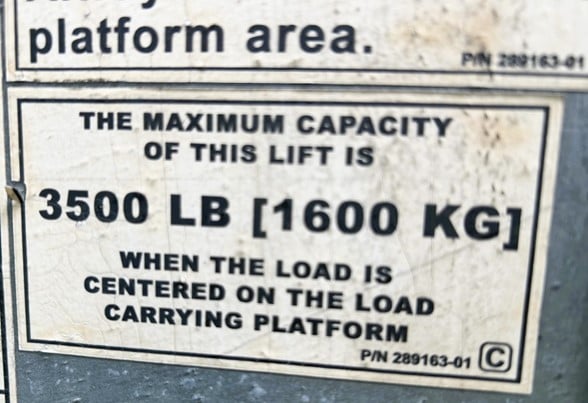 platform area.
P/N 289163-01
THE MAXIMUM CAPACITY
OF THIS LIFT IS
3500 LB [1600 KG]
WHEN THE LOAD IS
CENTERED ON THE LOAD
CARRYING PLATFORM
P/N 289163-01 C